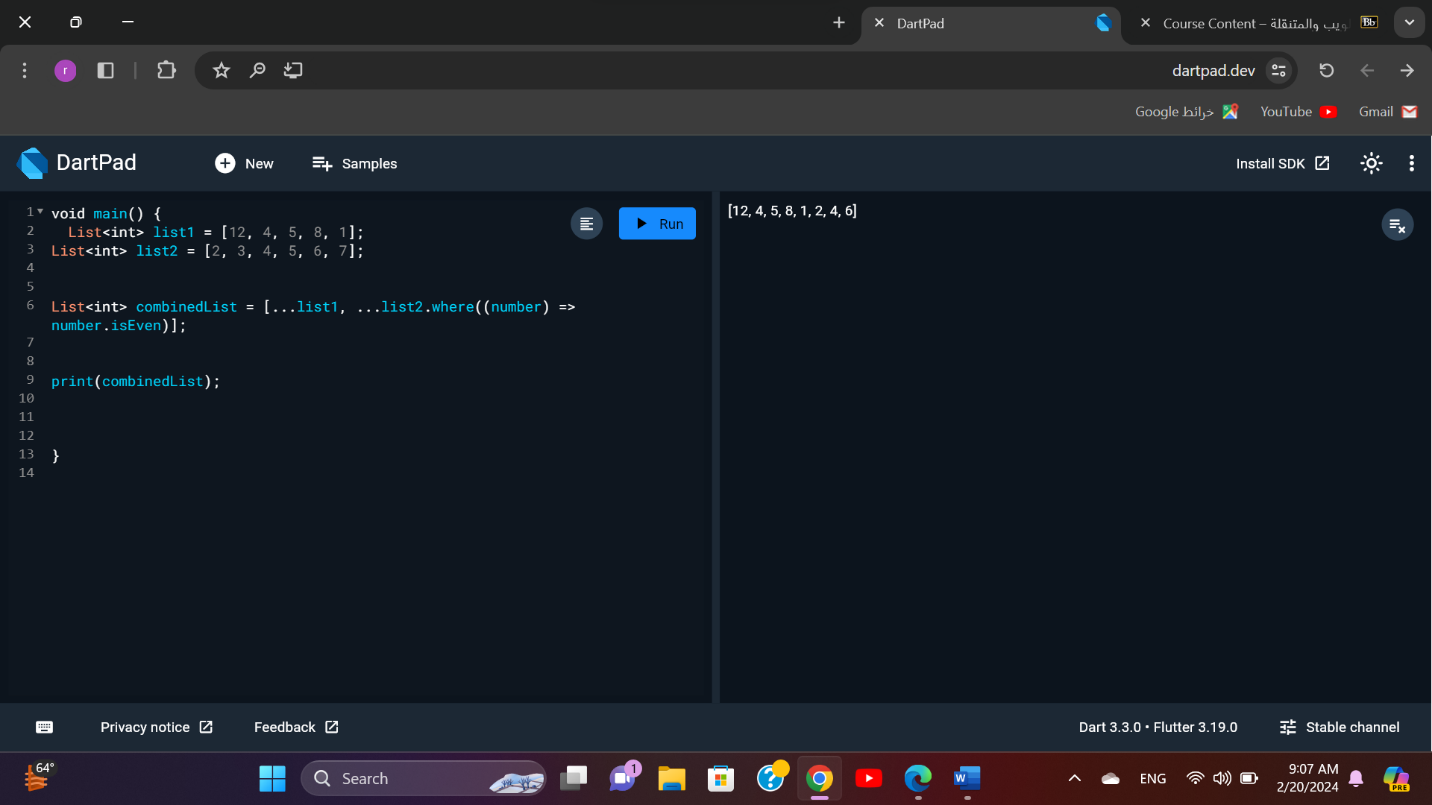 DartPad
Course Content – ويب والمتنقلة
r
dartpad.dev
خرائط Google
YouTube
Gmail
DartPad
New
Samples
Install SDK
1 void main() {
2 List<int> list1 = [12, 4, 5, 8, 1];
3 List<int> list2 = [2, 3, 4, 5, 6, 7];
4
5
6 List<int> combinedList = [...list1, ...list2.where((number) =>
number.isEven)];
7
8
9 print(combinedList);
10
11
12
13 }
14
Run
[12, 4, 5, 8, 1, 2, 4, 6]
Privacy notice
Feedback
Dart 3.3.0 • Flutter 3.19.0
Stable channel
64°
Search
1
ENG
9:07 AM
2/20/2024
PRE